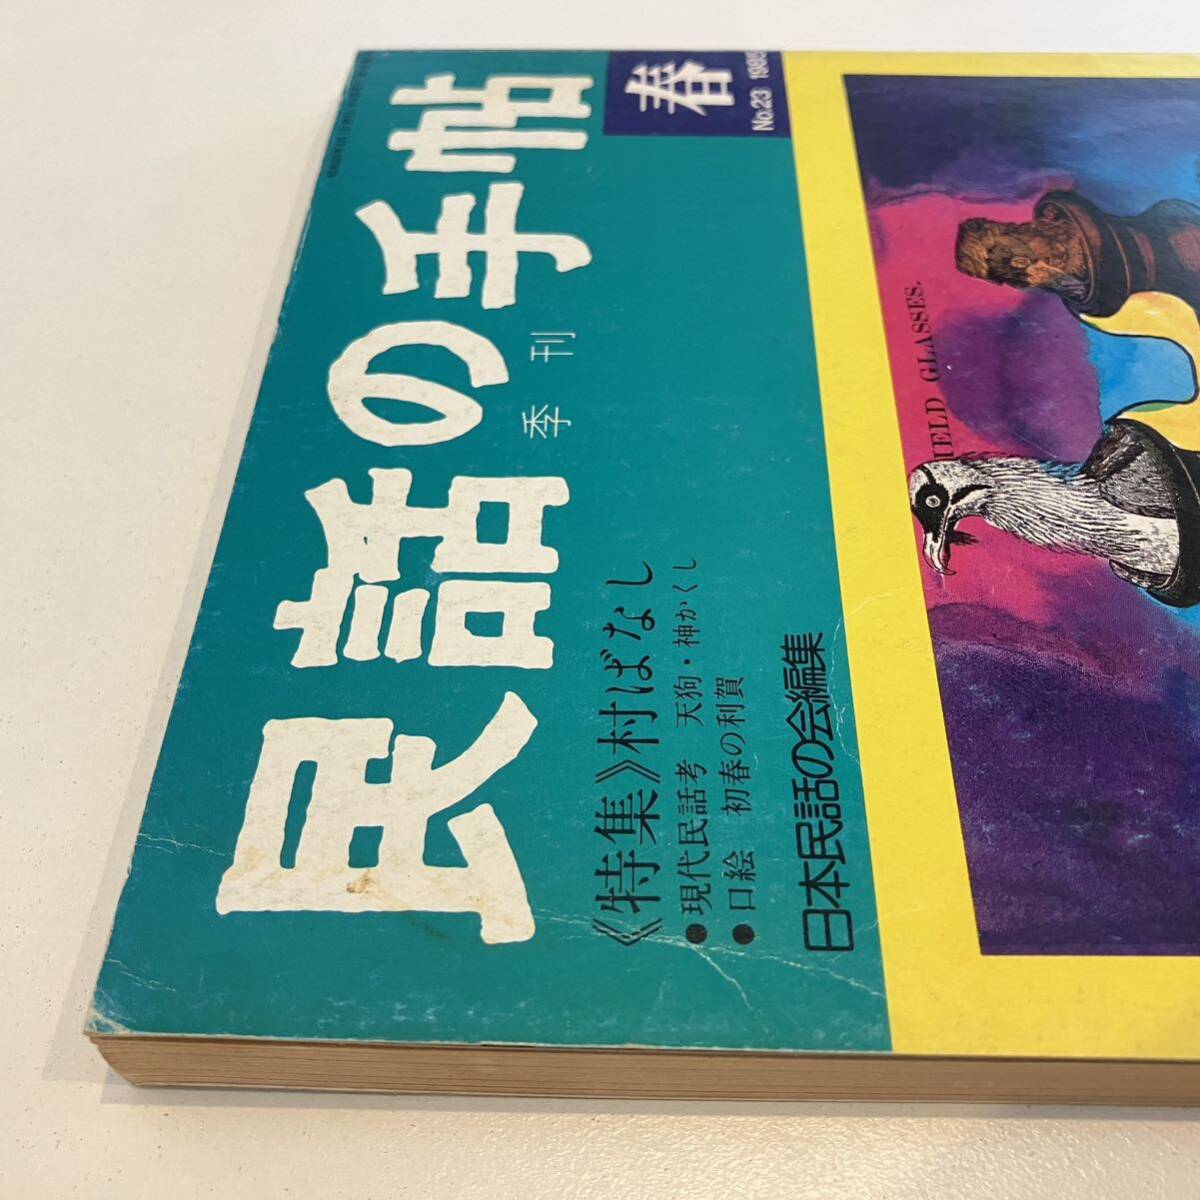 民話の手帖
季刊
春
No.23 1985
《特集》村ばなし
●現代民話考 天狗・神かくし
●口絵 初春の利賀
日本民話の会編集
FIELD GLASSES.